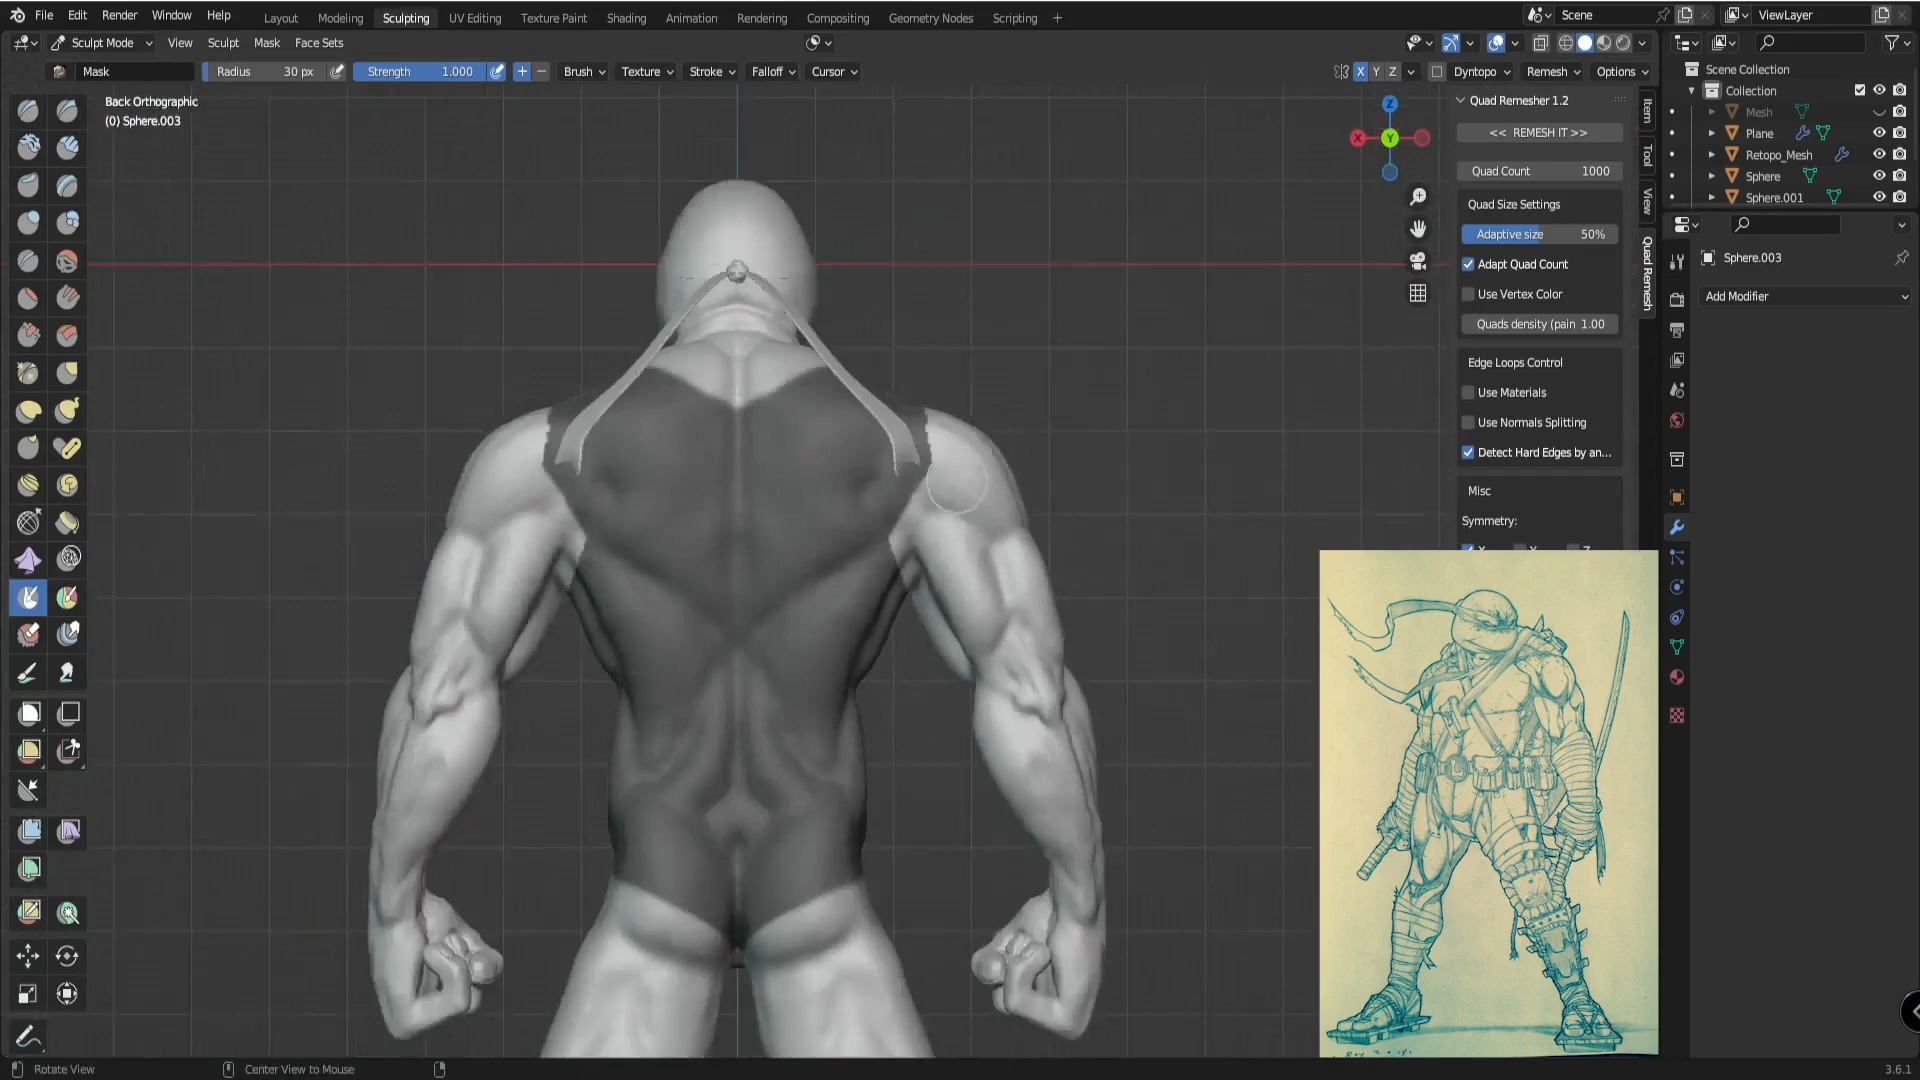 File Edit Render Window Help Layout Modeling Sculpting UV Editing Texture Paint Shading Animation Rendering Compositing Geometry Nodes Scripting + Scene ViewLayer
Sculpt Mode View Sculpt Mask Face Sets
Mask Radius 30 px Strength 1.000 + − Brush Texture Stroke Falloff Cursor X Y Z Dyntopo Remesh Options
Back Orthographic
(0) Sphere.003
Z
X Y
Quad Remesher 1.2
<< REMESH IT >>
Quad Count 1000
Quad Size Settings
Adaptive size 50%
Adapt Quad Count
Use Vertex Color
Quads density (pain 1.00
Edge Loops Control
Use Materials
Use Normals Splitting
Detect Hard Edges by an...
Misc
Symmetry:
Item
Tool
View
Quad Remesh
Scene Collection
Collection
Mesh
Plane
Retopo_Mesh
Sphere
Sphere.001
Sphere.003
Add Modifier
Rotate View Center View to Mouse 3.6.1